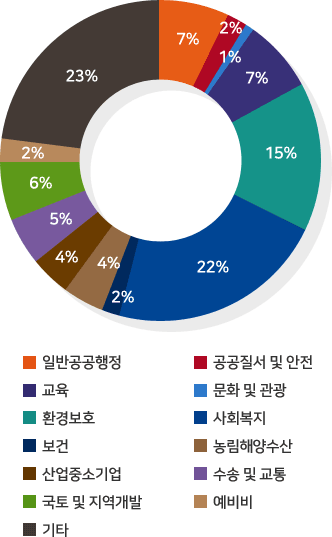 7%
2%
1%
7%
15%
22%
2%
4%
4%
5%
6%
2%
23%
일반공공행정
공공질서 및 안전
교육
문화 및 관광
환경보호
사회복지
보건
농림해양수산
산업중소기업
수송 및 교통
국토 및 지역개발
예비비
기타